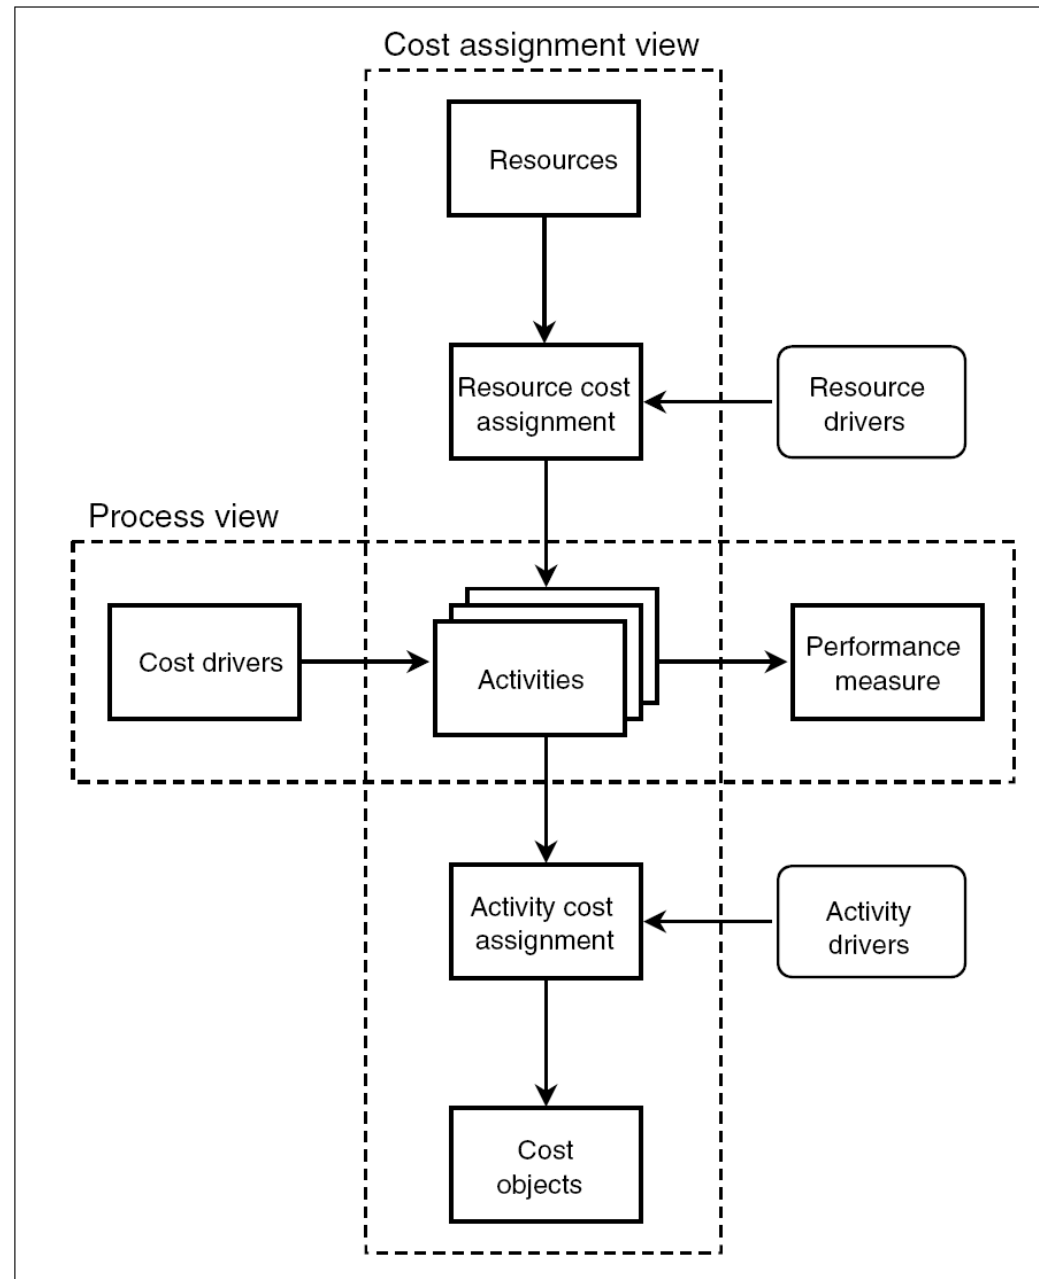 Cost assignment view
Resources
Resource cost
assignment
Resource
drivers
Process view
Cost drivers
Activities
Performance
measure
Activity cost
assignment
Activity
drivers
Cost
objects